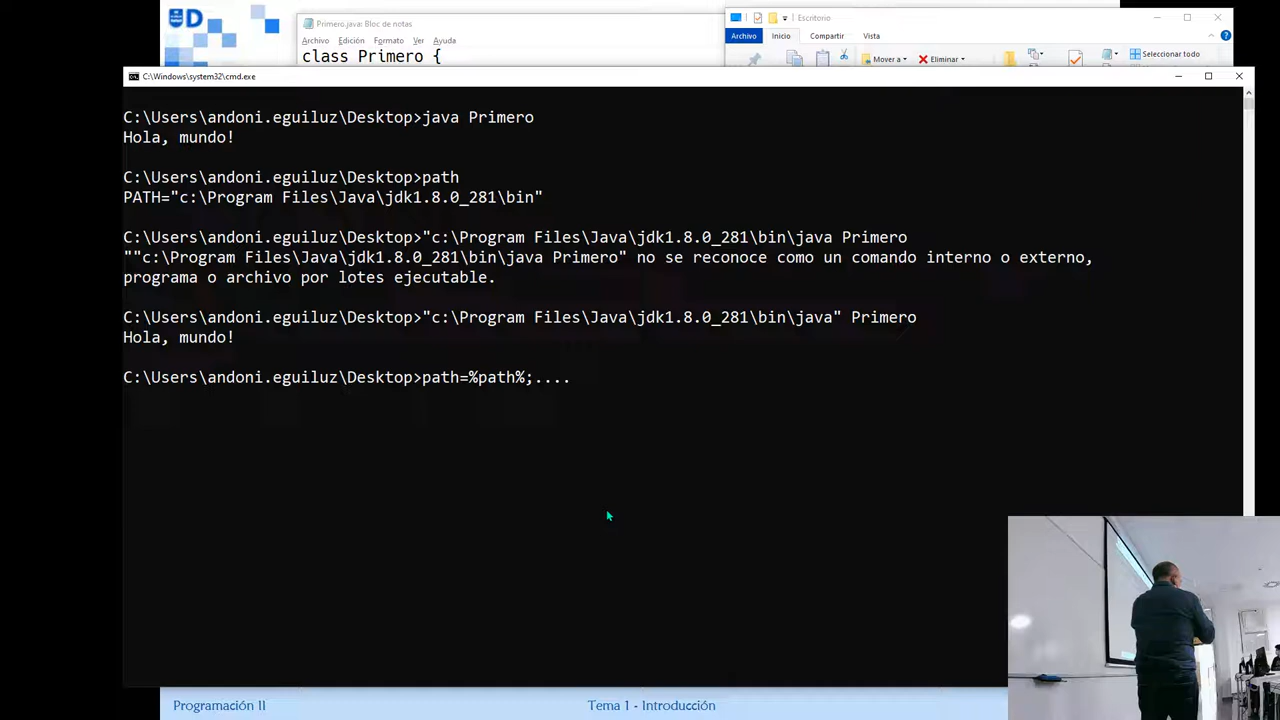 D
Primero.java: Bloc de notas
Archivo Edición Formato Ver Ayuda
class Primero {
Escritorio
Archivo Inicio Compartir Vista
Mover a Eliminar Seleccionar todo
C:\Windows\system32\cmd.exe
C:\Users\andoni.eguiluz\Desktop>java Primero
Hola, mundo!
C:\Users\andoni.eguiluz\Desktop>path
PATH="c:\Program Files\Java\jdk1.8.0_281\bin"
C:\Users\andoni.eguiluz\Desktop>"c:\Program Files\Java\jdk1.8.0_281\bin\java Primero
""c:\Program Files\Java\jdk1.8.0_281\bin\java Primero" no se reconoce como un comando interno o externo,
programa o archivo por lotes ejecutable.
C:\Users\andoni.eguiluz\Desktop>"c:\Program Files\Java\jdk1.8.0_281\bin\java" Primero
Hola, mundo!
C:\Users\andoni.eguiluz\Desktop>path=%path%;....
Programación II
Tema 1 - Introducción